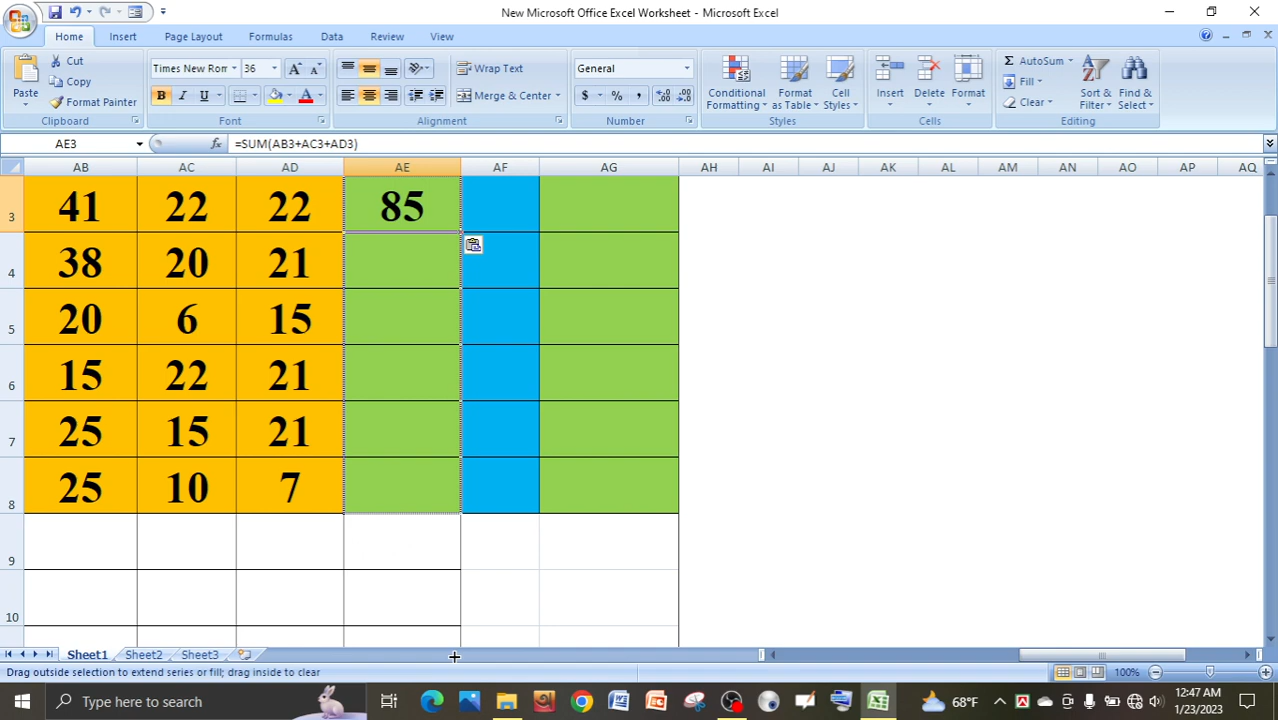 New Microsoft Office Excel Worksheet - Microsoft Excel
Home Insert Page Layout Formulas Data Review View
Paste Cut Copy Format Painter Clipboard
Times New Rom 36 A A B I U A Font
Wrap Text Merge & Center Alignment
General $ % , Number
Conditional Formatting Format as Table Cell Styles Styles
Insert Delete Format Cells
Σ AutoSum Fill Clear Sort & Filter Find & Select Editing
AE3 fx =SUM(AB3+AC3+AD3)
AB AC AD AE AF AG AH AI AJ AK AL AM AN AO AP AQ
3 41 22 22 85
4 38 20 21
5 20 6 15
6 15 22 21
7 25 15 21
8 25 10 7
9
10
Sheet1 Sheet2 Sheet3
Drag outside selection to extend series or fill; drag inside to clear 100%
Type here to search 68°F 12:47 AM
1/23/2023